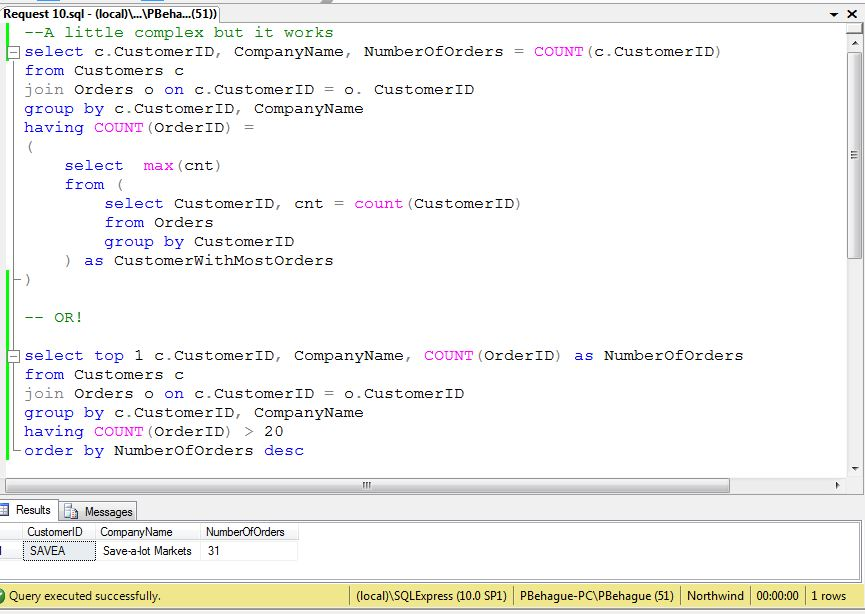 Request 10.sql - (local)\...\PBeha...(51))
--A little complex but it works
select c.CustomerID, CompanyName, NumberOfOrders = COUNT(c.CustomerID)
from Customers c
join Orders o on c.CustomerID = o. CustomerID
group by c.CustomerID, CompanyName
having COUNT(OrderID) =
(
select  max(cnt)
from (
select CustomerID, cnt = count(CustomerID)
from Orders
group by CustomerID
) as CustomerWithMostOrders
)
-- OR!
select top 1 c.CustomerID, CompanyName, COUNT(OrderID) as NumberOfOrders
from Customers c
join Orders o on c.CustomerID = o.CustomerID
group by c.CustomerID, CompanyName
having COUNT(OrderID) > 20
order by NumberOfOrders desc
Results Messages
CustomerID CompanyName NumberOfOrders
1 SAVEA Save-a-lot Markets 31
Query executed successfully. (local)\SQLExpress (10.0 SP1) PBehague-PC\PBehague (51) Northwind 00:00:00 1 rows